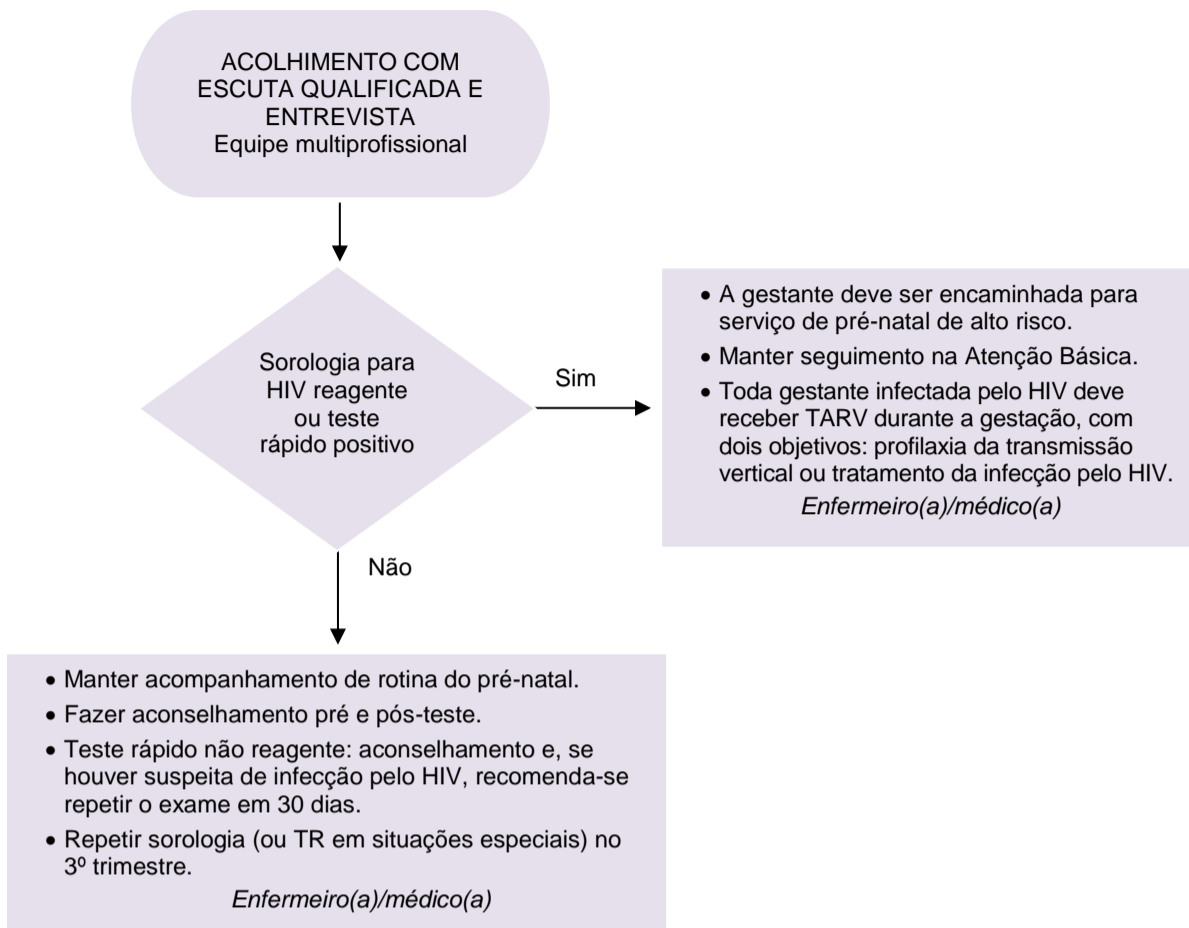 ACOLHIMENTO COM
ESCUTA QUALIFICADA E
ENTREVISTA
Equipe multiprofissional
Sorologia para
HIV reagente
ou teste
rápido positivo
Sim
• A gestante deve ser encaminhada para
serviço de pré-natal de alto risco.
• Manter seguimento na Atenção Básica.
• Toda gestante infectada pelo HIV deve
receber TARV durante a gestação, com
dois objetivos: profilaxia da transmissão
vertical ou tratamento da infecção pelo HIV.
Enfermeiro(a)/médico(a)
Não
• Manter acompanhamento de rotina do pré-natal.
• Fazer aconselhamento pré e pós-teste.
• Teste rápido não reagente: aconselhamento e, se
houver suspeita de infecção pelo HIV, recomenda-se
repetir o exame em 30 dias.
• Repetir sorologia (ou TR em situações especiais) no
3º trimestre.
Enfermeiro(a)/médico(a)